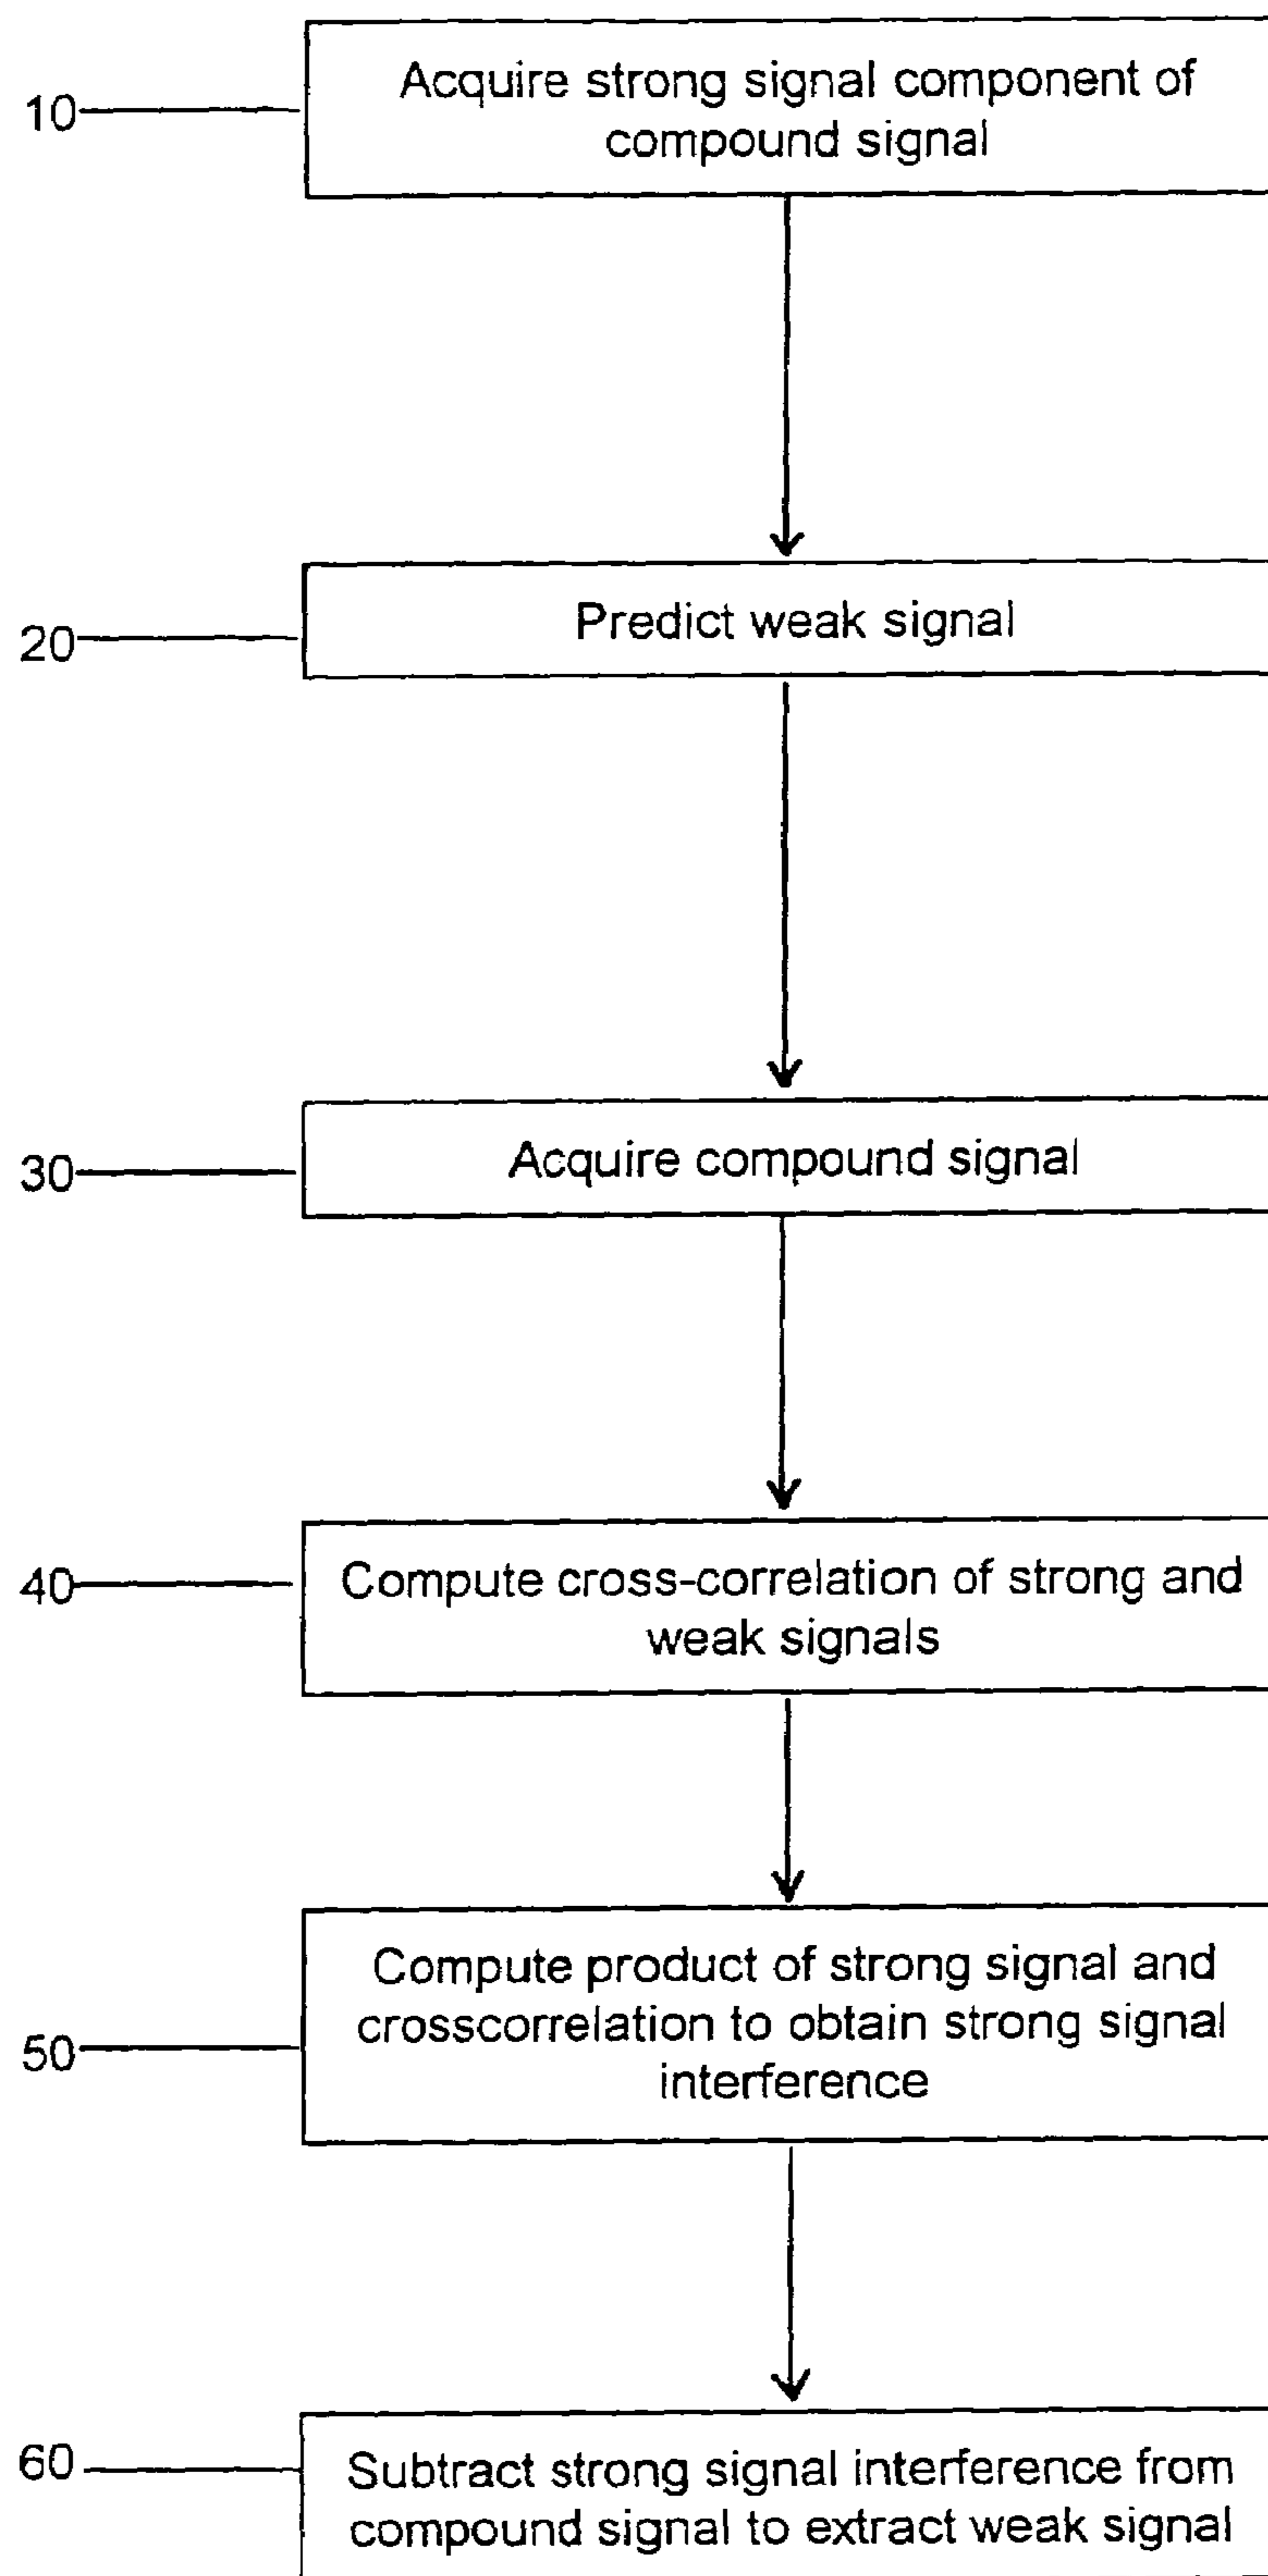 10
Acquire strong signal component of
compound signal
20
Predict weak signal
30
Acquire compound signal
40
Compute cross-correlation of strong and
weak signals
50
Compute product of strong signal and
crosscorrelation to obtain strong signal
interference
60
Subtract strong signal interference from
compound signal to extract weak signal